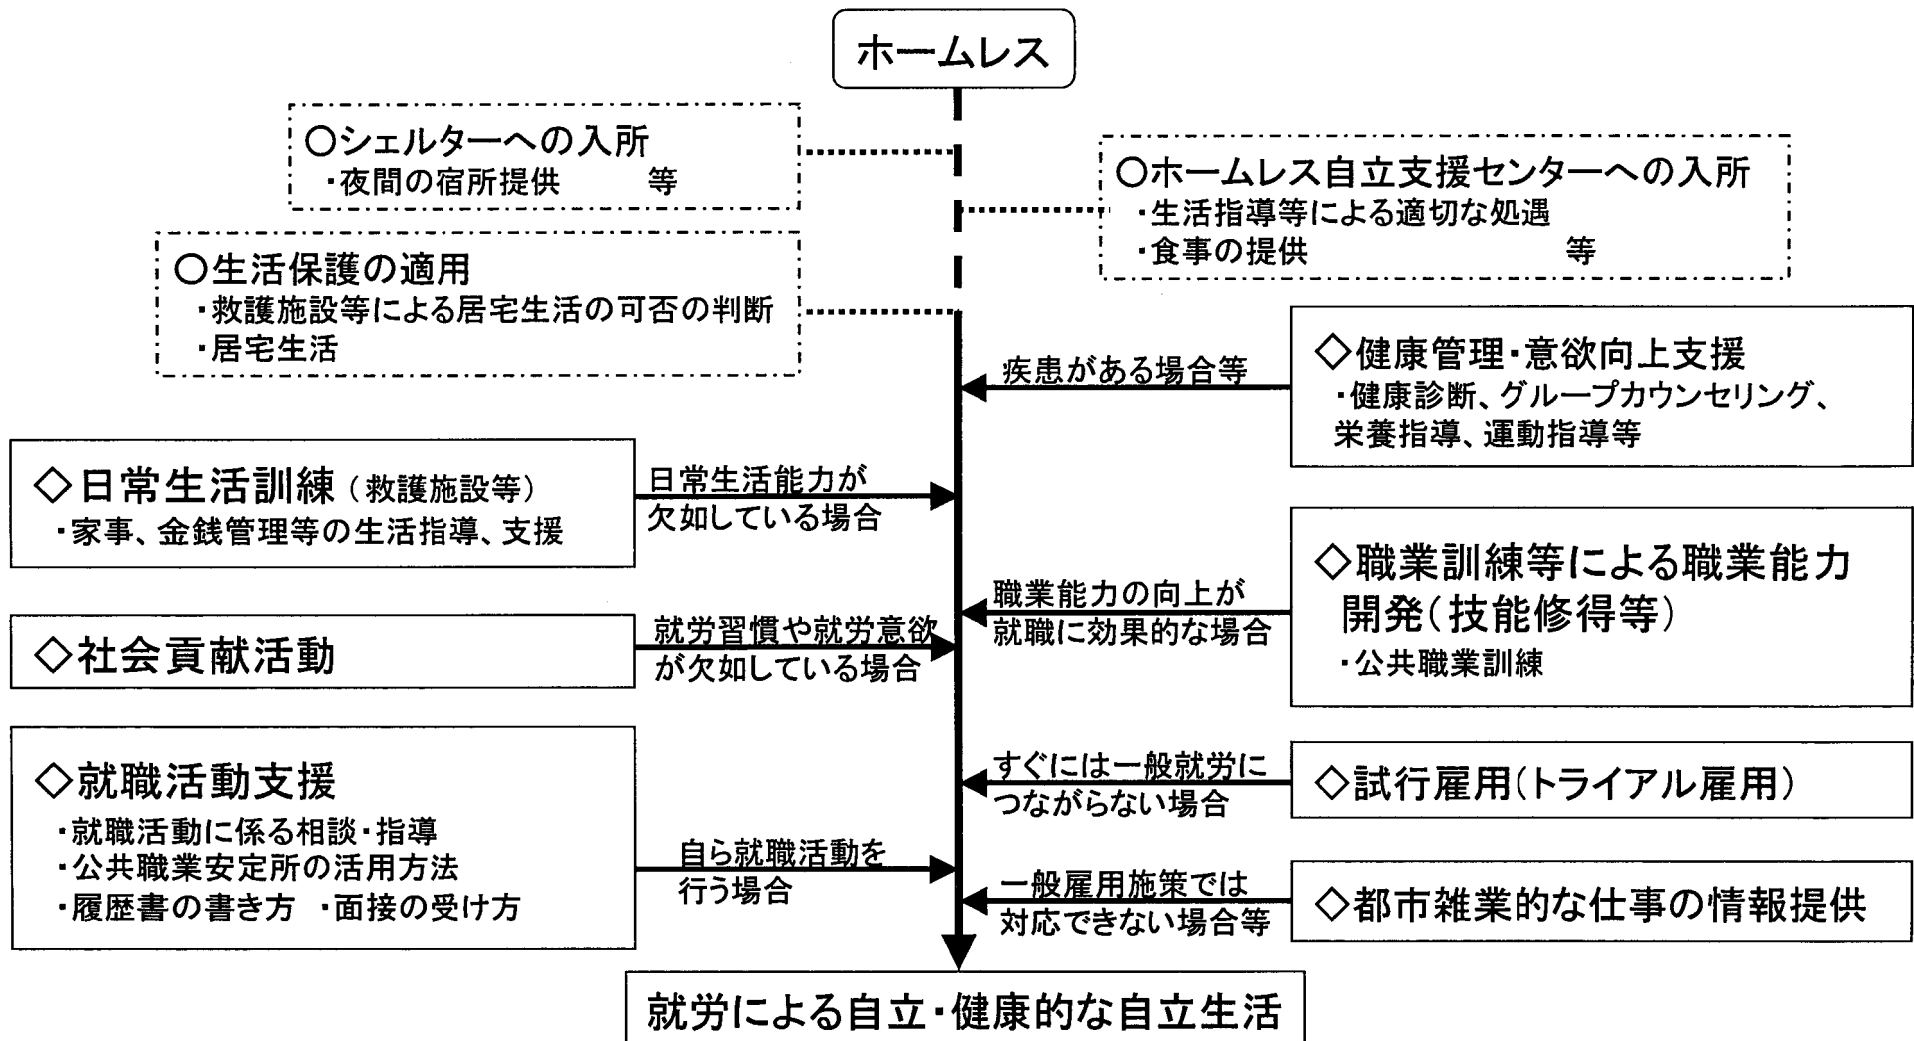 ホームレス
○シェルターへの入所
・夜間の宿所提供　　　等
○ホームレス自立支援センターへの入所
・生活指導等による適切な処遇
・食事の提供　　　　　　　　　等
○生活保護の適用
・救護施設等による居宅生活の可否の判断
・居宅生活
疾患がある場合等
◇健康管理・意欲向上支援
・健康診断、グループカウンセリング、
栄養指導、運動指導等
◇日常生活訓練（救護施設等）
・家事、金銭管理等の生活指導、支援
日常生活能力が
欠如している場合
職業能力の向上が
就職に効果的な場合
◇職業訓練等による職業能力
開発（技能修得等）
・公共職業訓練
◇社会貢献活動
就労習慣や就労意欲
が欠如している場合
すぐには一般就労に
つながらない場合
◇試行雇用（トライアル雇用）
◇就職活動支援
・就職活動に係る相談・指導
・公共職業安定所の活用方法
・履歴書の書き方　・面接の受け方
自ら就職活動を
行う場合
一般雇用施策では
対応できない場合等
◇都市雑業的な仕事の情報提供
就労による自立・健康的な自立生活